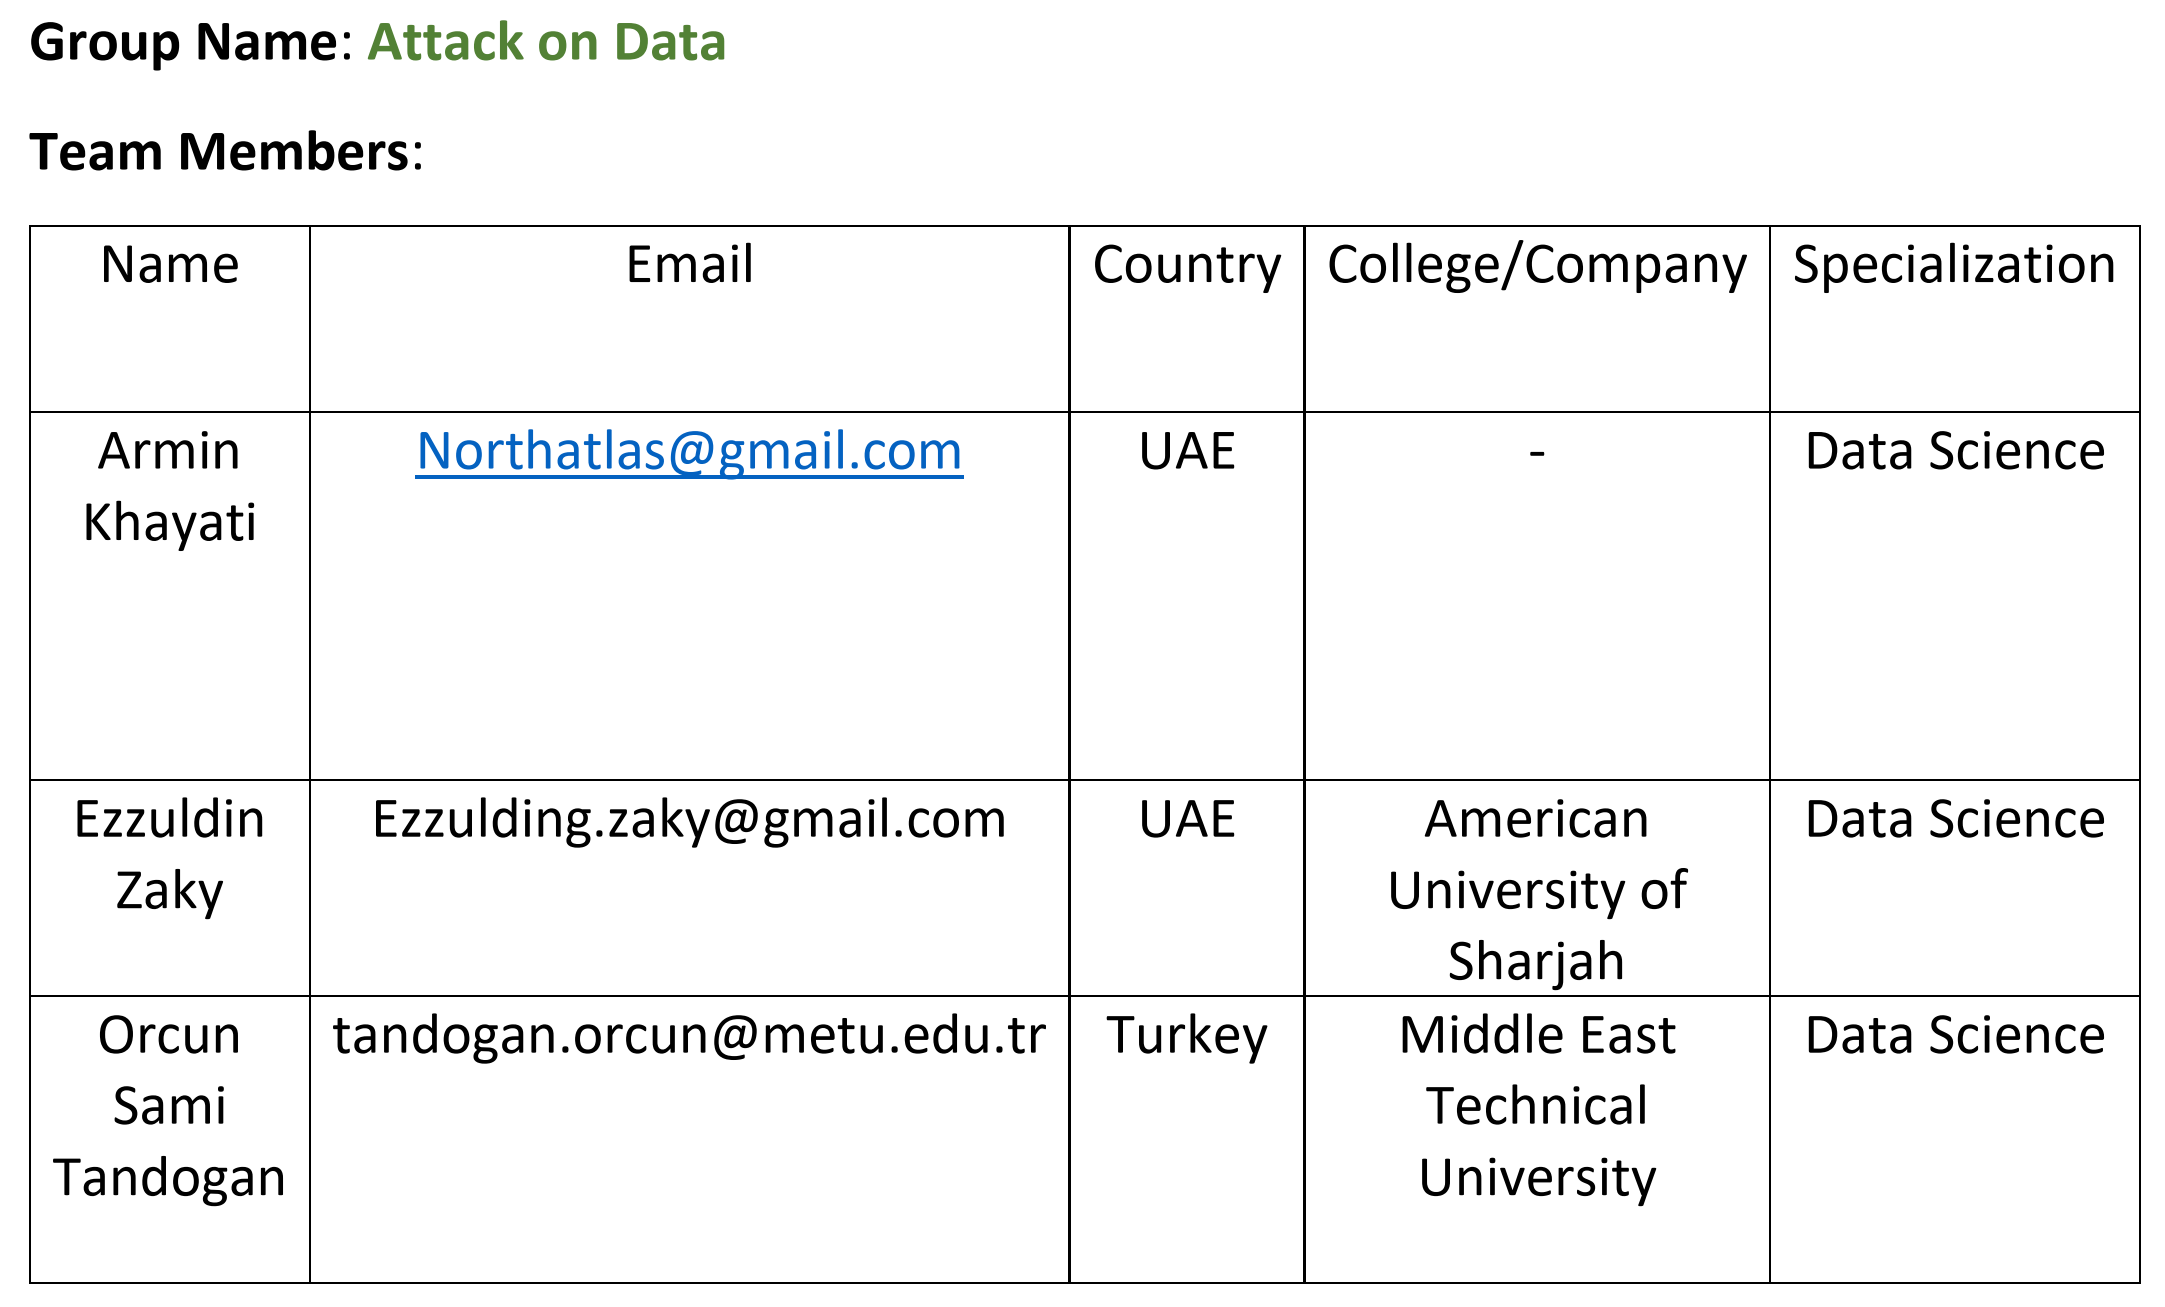 Group Name: Attack on Data
Team Members:
Name Email Country College/Company Specialization
Armin Northatlas@gmail.com UAE - Data Science
Khayati
Ezzuldin Ezzulding.zaky@gmail.com UAE American Data Science
Zaky University of
Sharjah
Orcun tandogan.orcun@metu.edu.tr Turkey Middle East Data Science
Sami Technical
Tandogan University